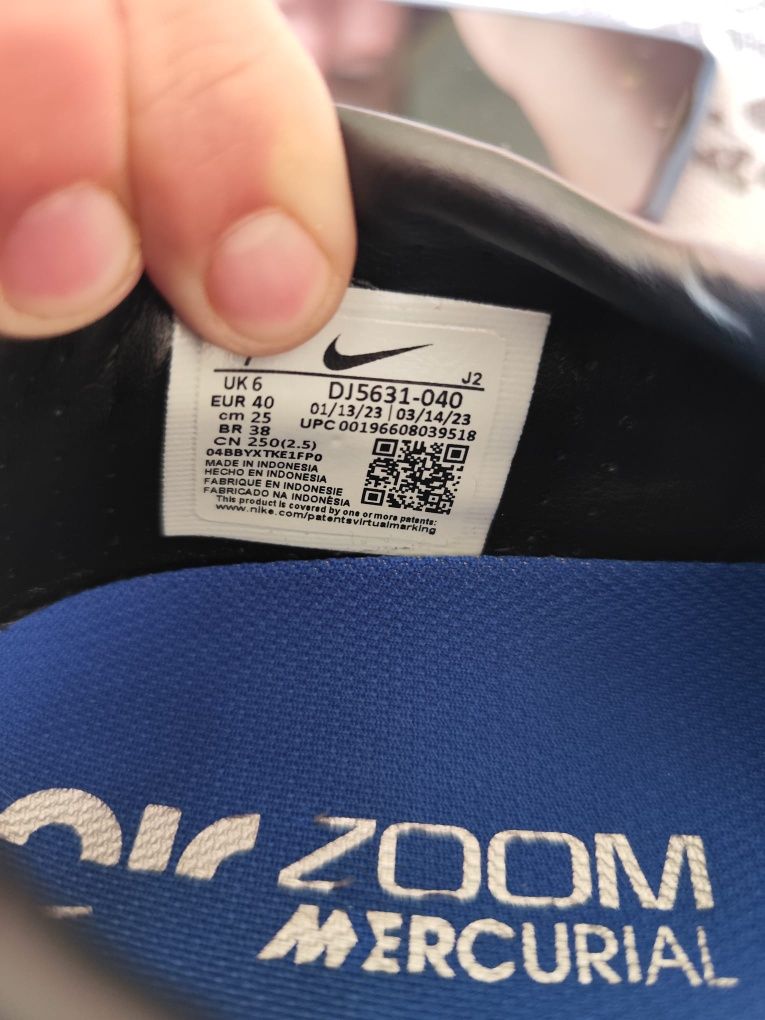 J2
UK 6
DJ5631-040
EUR 40
01/13/23 | 03/14/23
cm 25
UPC 00196608039518
BR 38
CN 250(2.5)
04BBYXTKE1FP0
MADE IN INDONESIA
HECHO EN INDONESIA
FABRIQUE EN INDONESIE
FABRICADO NA INDONÉSIA
This product is covered by one or more patents:
www.nike.com/patentsvirtualmarking
ZOOM
MERCURIAL